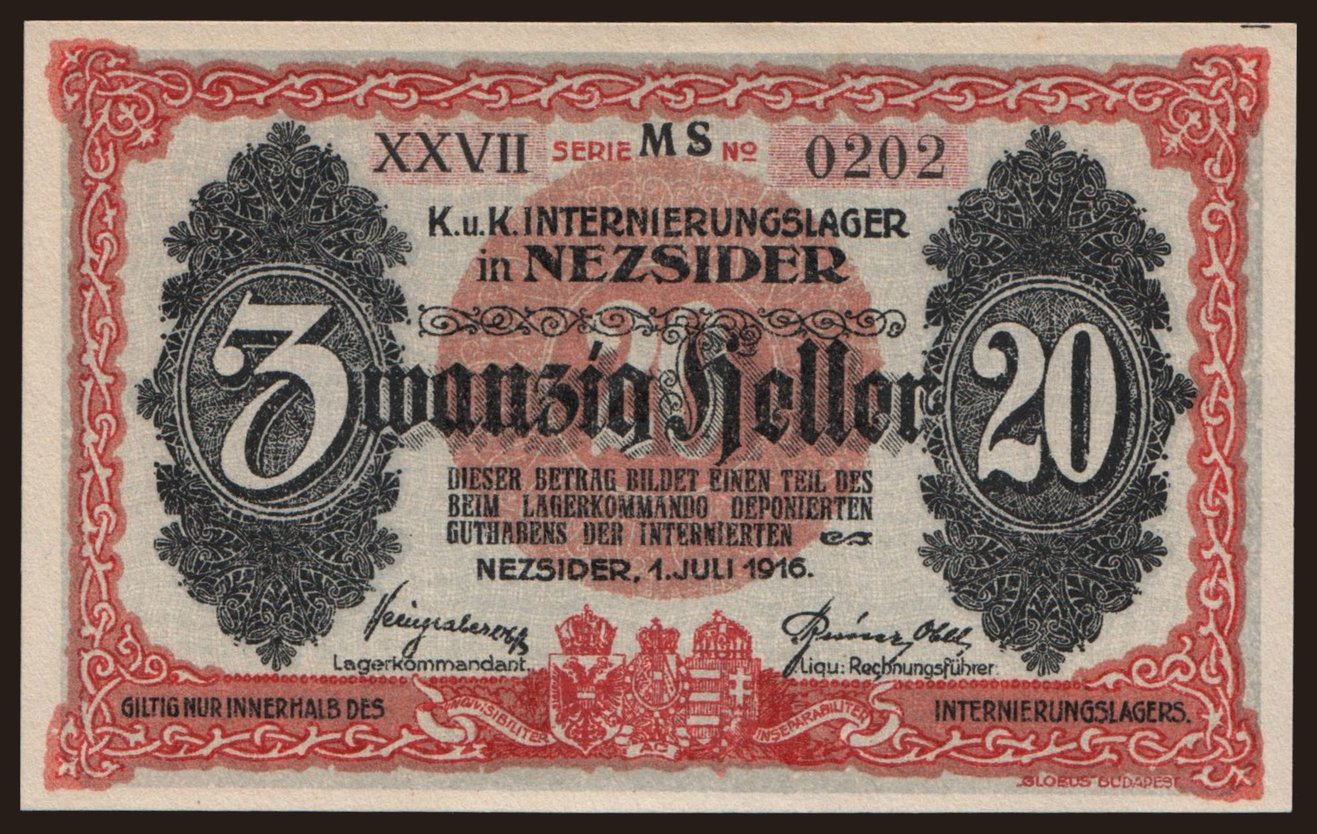 XXVII SERIE MS No 0202
K.u.K. INTERNIERUNGSLAGER
in NEZSIDER
Zwanzig Heller 20
DIESER BETRAG BILDET EINEN TEIL DES
BEIM LAGERKOMMANDO DEPONIERTEN
GUTHABENS DER INTERNIERTEN
NEZSIDER, 1. JULI 1916.
Lagerkommandant. Liqu: Rechnungsführer.
GILTIG NUR INNERHALB DES INTERNIERUNGSLAGERS.
INDIVISIBILITER AC INSEPARABILITER
GLOBUS BUDAPEST